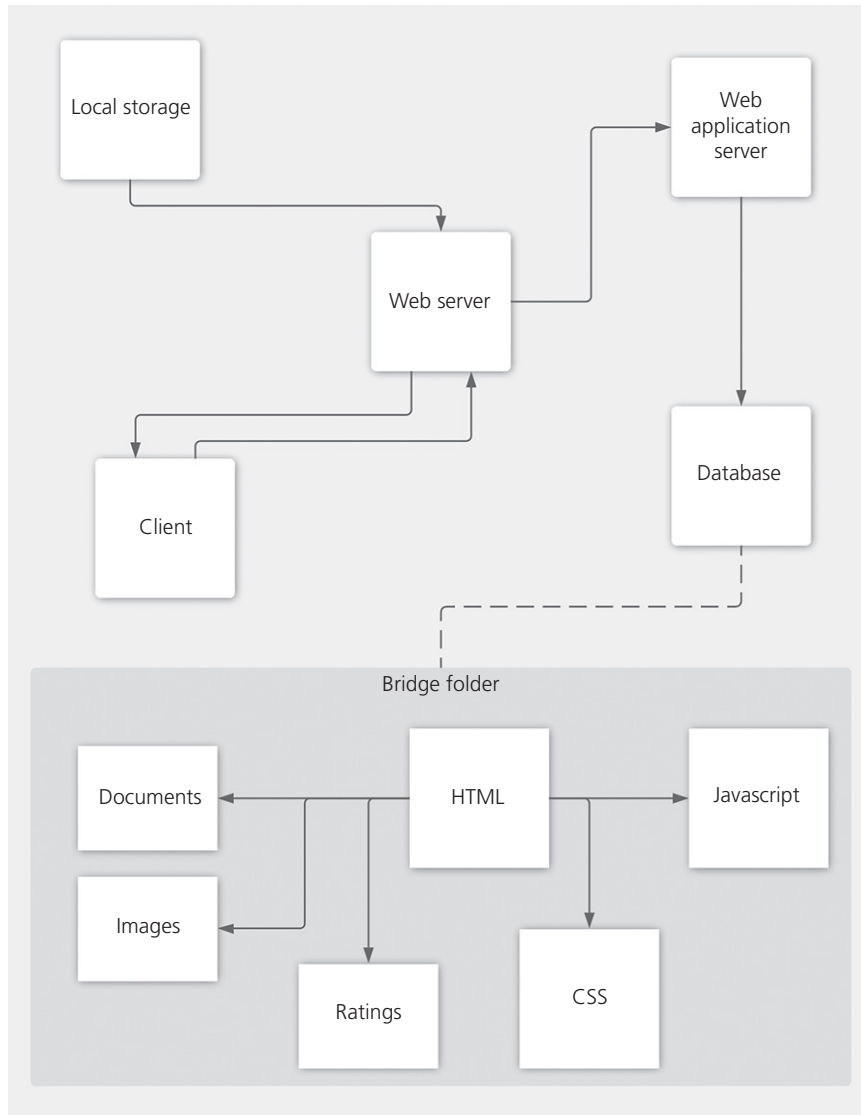 Local storage
Web
application
server
Web server
Database
Client
Bridge folder
Documents
HTML
Javascript
Images
Ratings
CSS